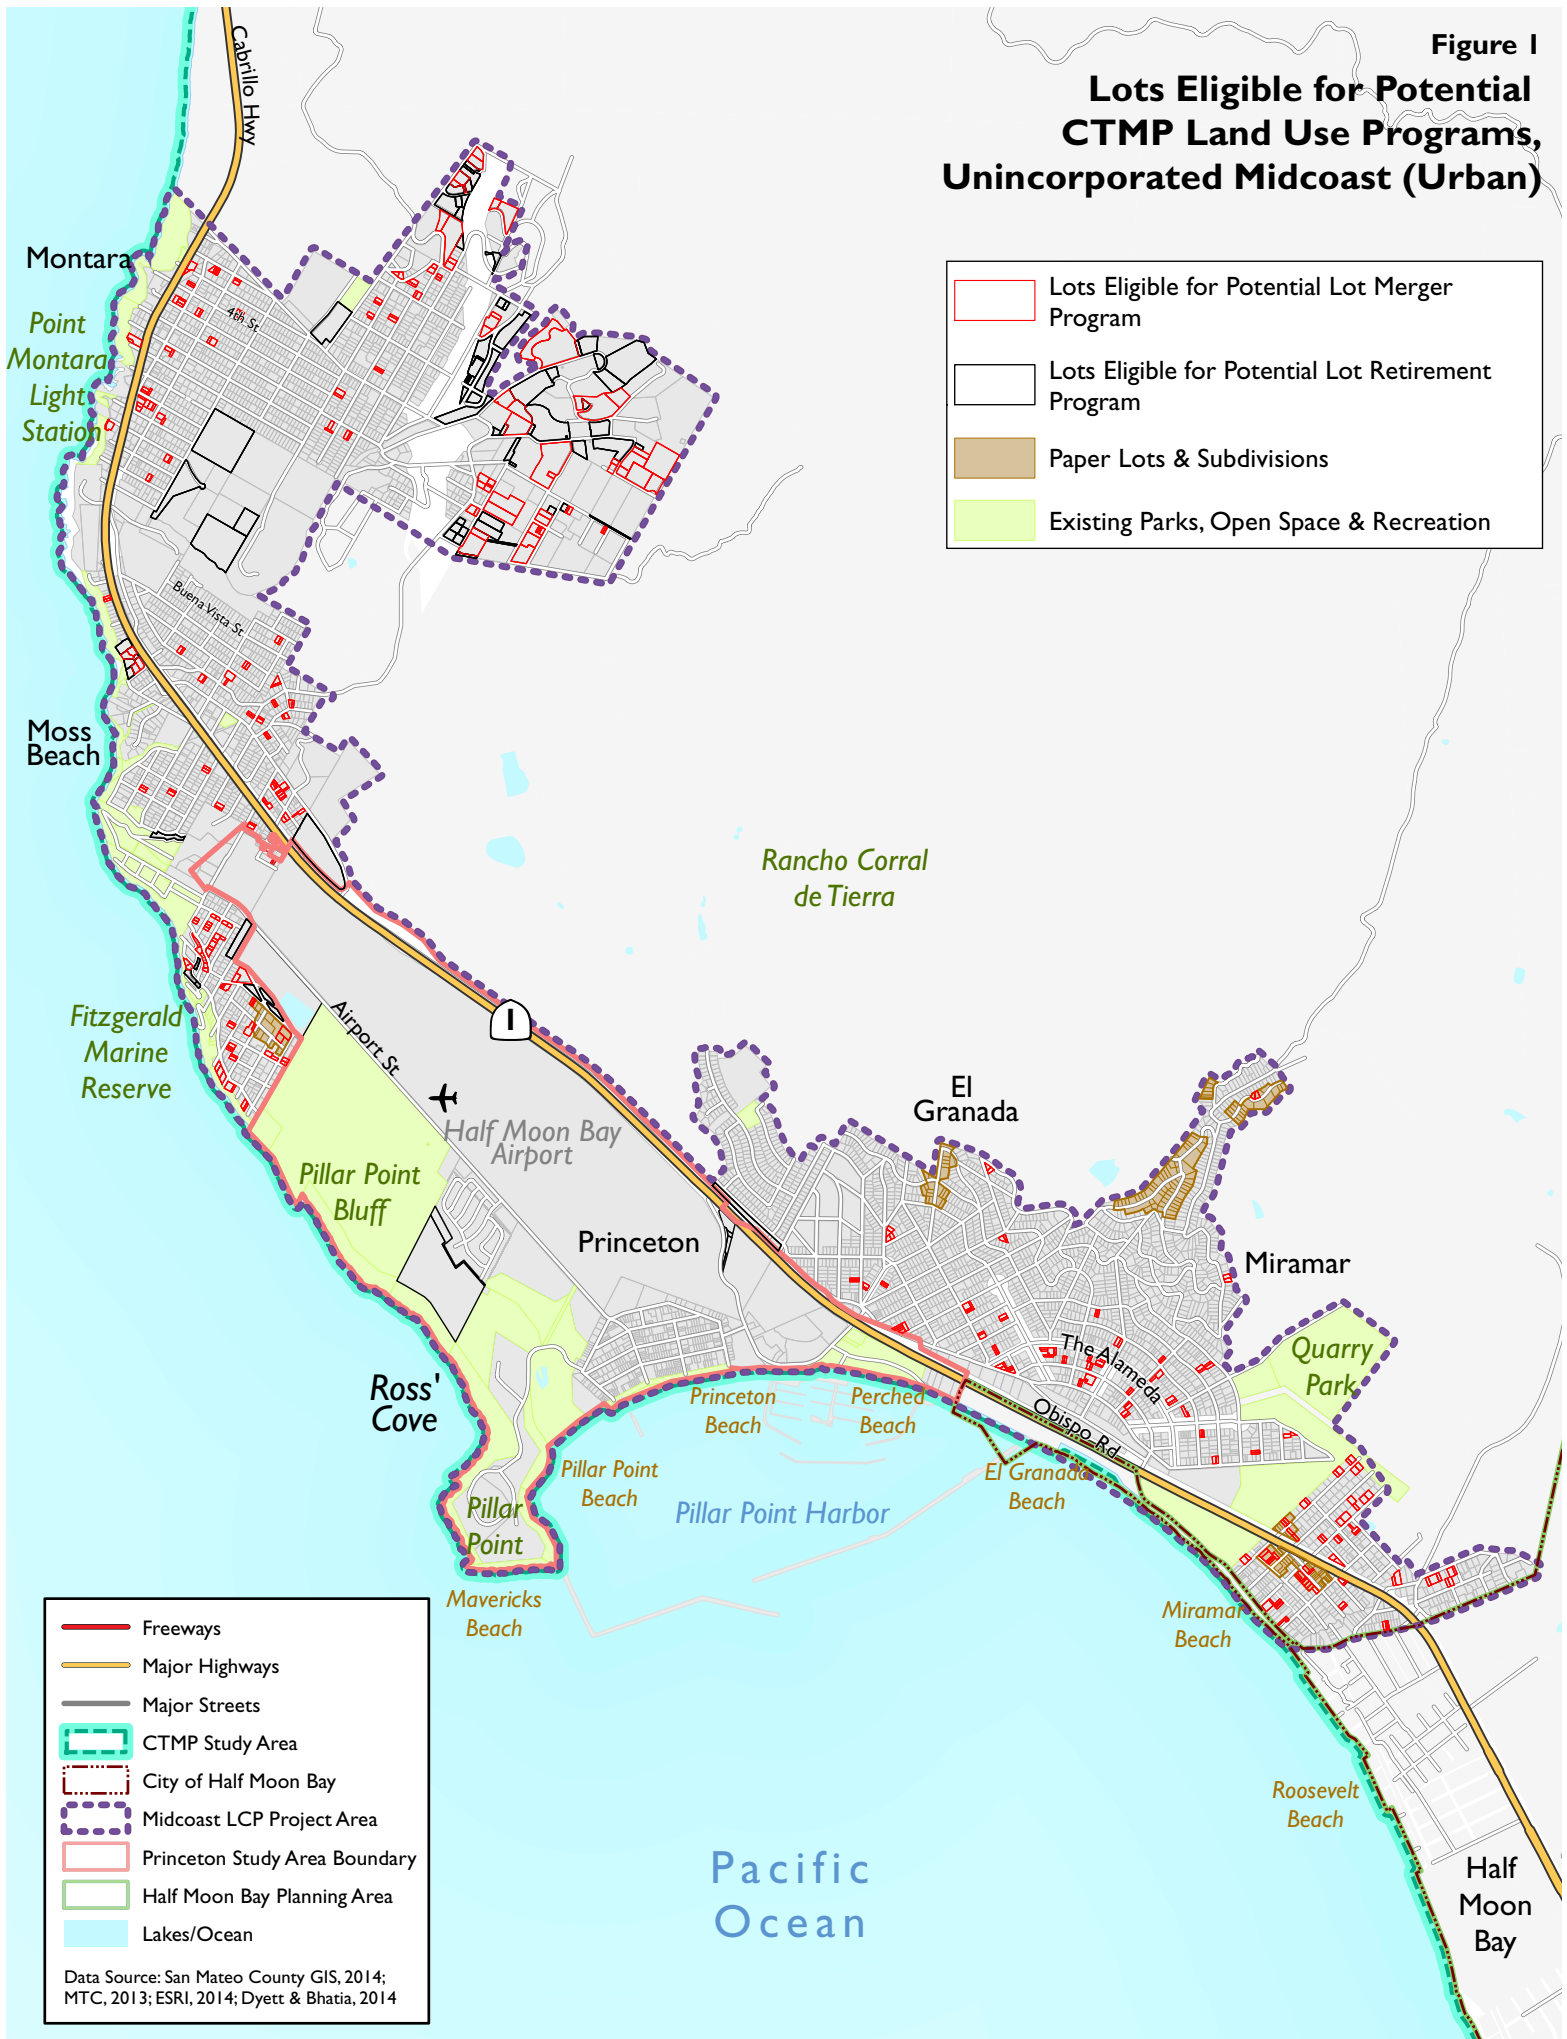 Figure 1
Lots Eligible for Potential
CTMP Land Use Programs,
Unincorporated Midcoast (Urban)
Lots Eligible for Potential Lot Merger
Program
Lots Eligible for Potential Lot Retirement
Program
Paper Lots & Subdivisions
Existing Parks, Open Space & Recreation
Cabrillo Hwy
Montara
Point
Montara
Light
Station
4th St
Buena Vista St
Moss
Beach
Rancho Corral
de Tierra
Fitzgerald
Marine
Reserve
Airport St
1
Half Moon Bay
Airport
El
Granada
Pillar Point
Bluff
Princeton
Miramar
The Alameda
Quarry
Park
Ross'
Cove
Princeton
Beach
Perched
Beach
Obispo Rd
Pillar Point
Beach
El Granada
Beach
Pillar Point Harbor
Pillar
Point
Mavericks
Beach
Miramar
Beach
Roosevelt
Beach
Pacific
Ocean
Half
Moon
Bay
Freeways
Major Highways
Major Streets
CTMP Study Area
City of Half Moon Bay
Midcoast LCP Project Area
Princeton Study Area Boundary
Half Moon Bay Planning Area
Lakes/Ocean
Data Source: San Mateo County GIS, 2014;
MTC, 2013; ESRI, 2014; Dyett & Bhatia, 2014